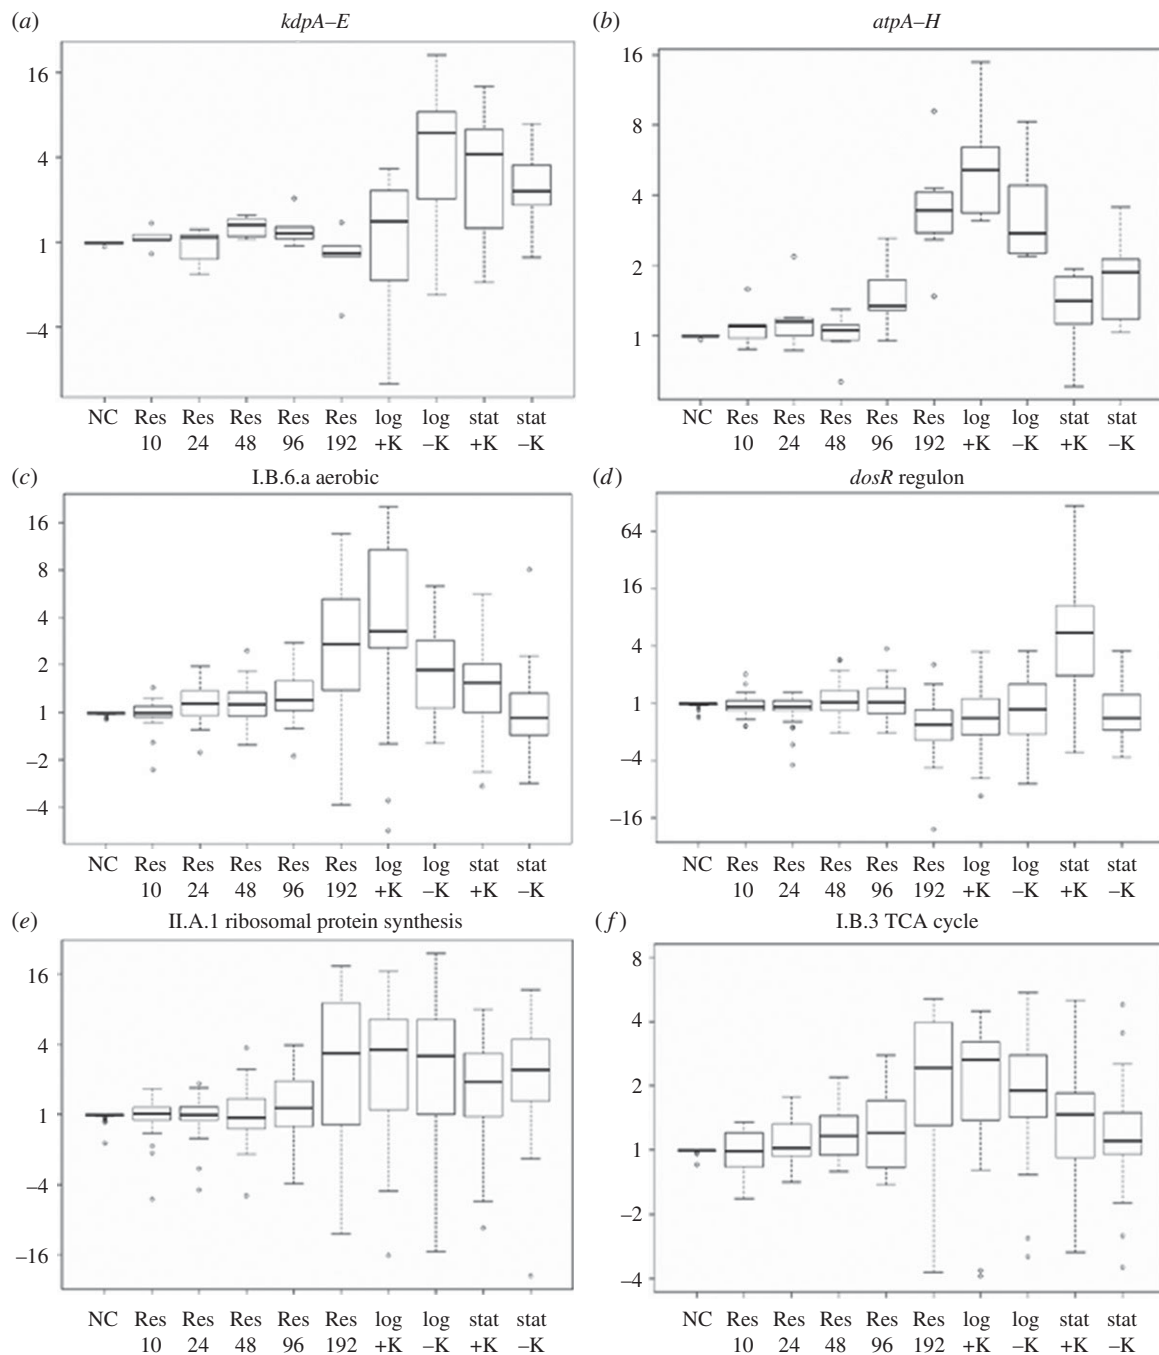 (a) kdpA–E
16
4
1
–4
NC Res Res Res Res Res log log stat stat
10 24 48 96 192 +K –K +K –K
(b) atpA–H
16
8
4
2
1
NC Res Res Res Res Res log log stat stat
10 24 48 96 192 +K –K +K –K
(c) I.B.6.a aerobic
16
8
4
2
1
–2
–4
NC Res Res Res Res Res log log stat stat
10 24 48 96 192 +K –K +K –K
(d) dosR regulon
64
16
4
1
–4
–16
NC Res Res Res Res Res log log stat stat
10 24 48 96 192 +K –K +K –K
(e) II.A.1 ribosomal protein synthesis
16
4
1
–4
–16
NC Res Res Res Res Res log log stat stat
10 24 48 96 192 +K –K +K –K
(f) I.B.3 TCA cycle
8
4
2
1
–2
–4
NC Res Res Res Res Res log log stat stat
10 24 48 96 192 +K –K +K –K